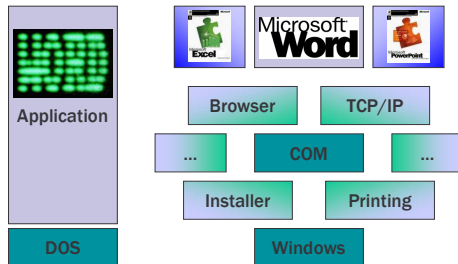 Application
DOS
Microsoft
Excel
Microsoft
Word
Microsoft
PowerPoint
Browser
TCP/IP
...
COM
...
Installer
Printing
Windows